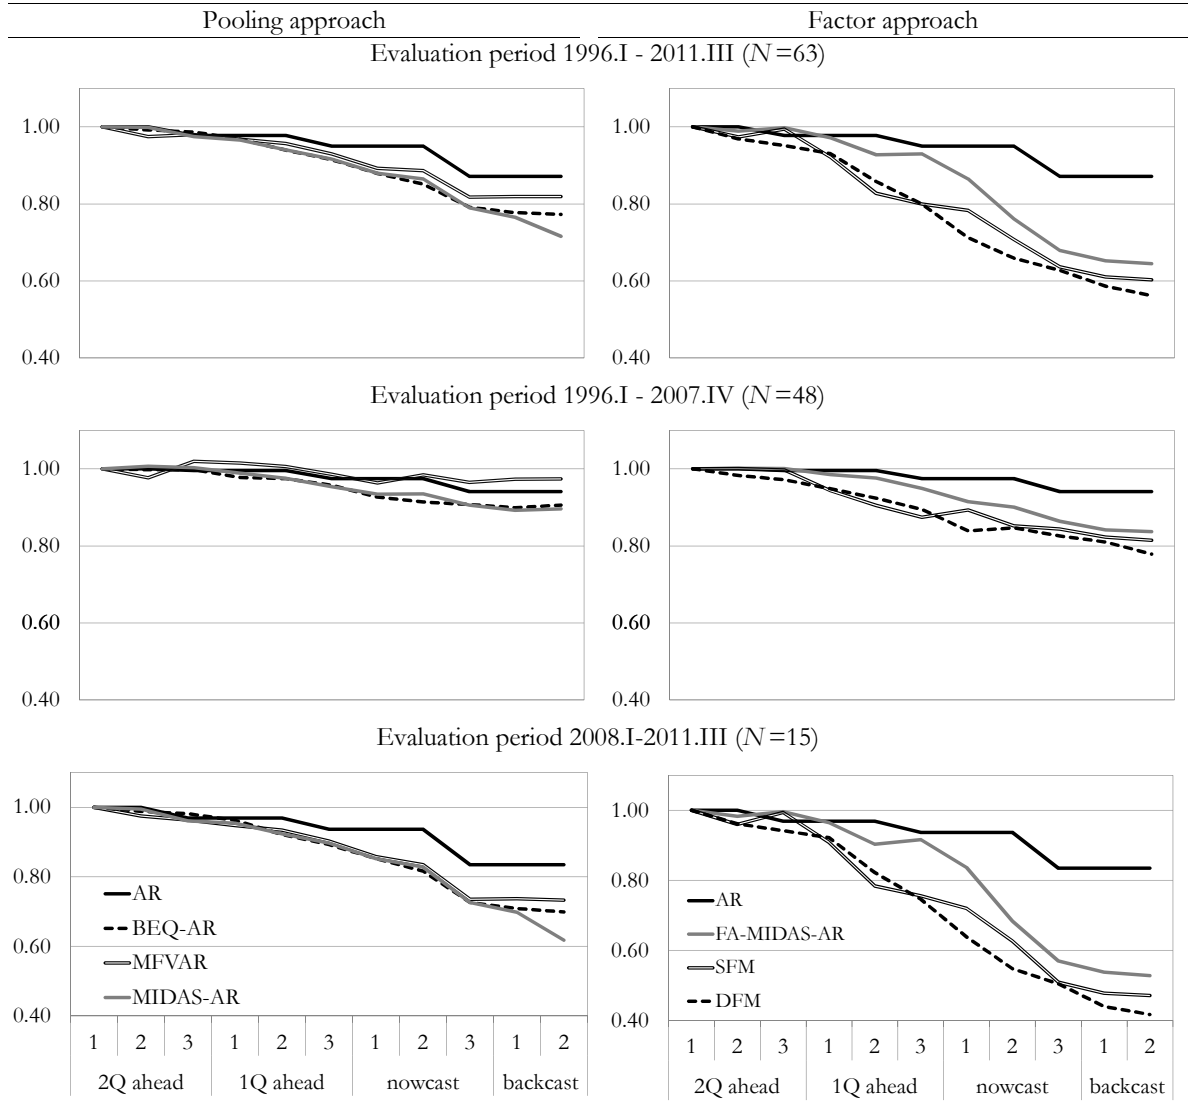 Pooling approach
Factor approach
Evaluation period 1996.I - 2011.III (N=63)
1.00
0.80
0.60
0.40
1.00
0.80
0.60
0.40
Evaluation period 1996.I - 2007.IV (N=48)
1.00
0.80
0.60
0.40
1.00
0.80
0.60
0.40
Evaluation period 2008.I-2011.III (N=15)
1.00
0.80
0.60
0.40
AR
BEQ-AR
MFVAR
MIDAS-AR
1 2 3 1 2 3 1 2 3 1 2
2Q ahead 1Q ahead nowcast backcast
1.00
0.80
0.60
0.40
AR
FA-MIDAS-AR
SFM
DFM
1 2 3 1 2 3 1 2 3 1 2
2Q ahead 1Q ahead nowcast backcast